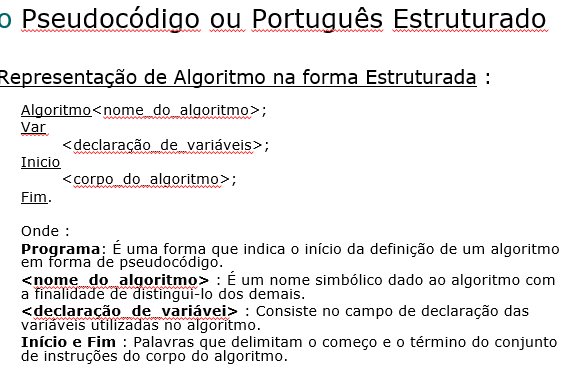 o Pseudocódigo ou Português Estruturado
Representação de Algoritmo na forma Estruturada :
Algoritmo<nome_do_algoritmo>;
Var
<declaração_de_variáveis>;
Inicio
<corpo_do_algoritmo>;
Fim.
Onde :
Programa: É uma forma que indica o início da definição de um algoritmo
em forma de pseudocódigo.
<nome_do_algoritmo> : É um nome simbólico dado ao algoritmo com
a finalidade de distingui-lo dos demais.
<declaração_de_variávei> : Consiste no campo de declaração das
variáveis utilizadas no algoritmo.
Início e Fim : Palavras que delimitam o começo e o término do conjunto
de instruções do corpo do algoritmo.